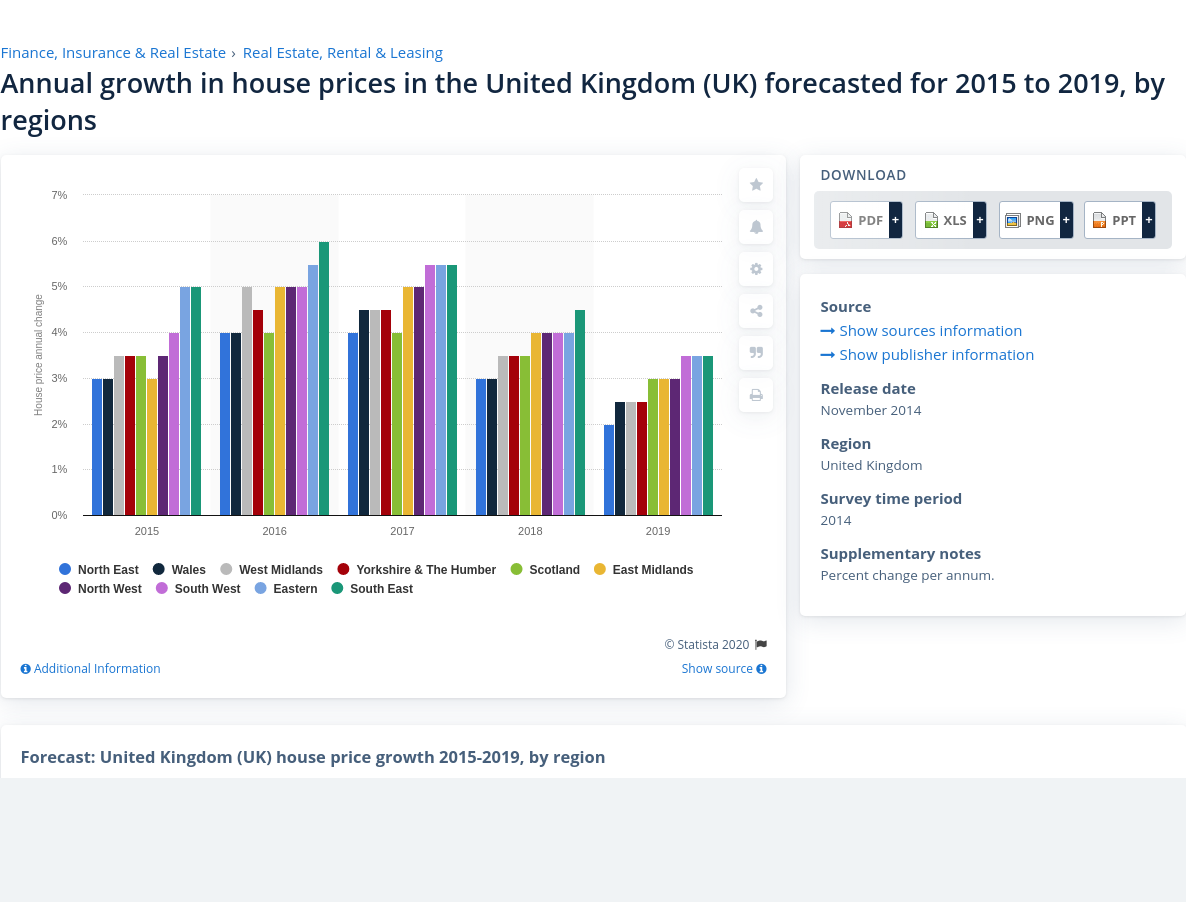 Finance, Insurance & Real Estate › Real Estate, Rental & Leasing
Annual growth in house prices in the United Kingdom (UK) forecasted for 2015 to 2019, by
regions
House price annual change
7%
6%
5%
4%
3%
2%
1%
0%
2015 2016 2017 2018 2019
North East Wales West Midlands Yorkshire & The Humber Scotland East Midlands
North West South West Eastern South East
© Statista 2020
Additional Information Show source
DOWNLOAD
PDF + XLS + PNG + PPT +
Source
Show sources information
Show publisher information
Release date
November 2014
Region
United Kingdom
Survey time period
2014
Supplementary notes
Percent change per annum.
Forecast: United Kingdom (UK) house price growth 2015-2019, by region